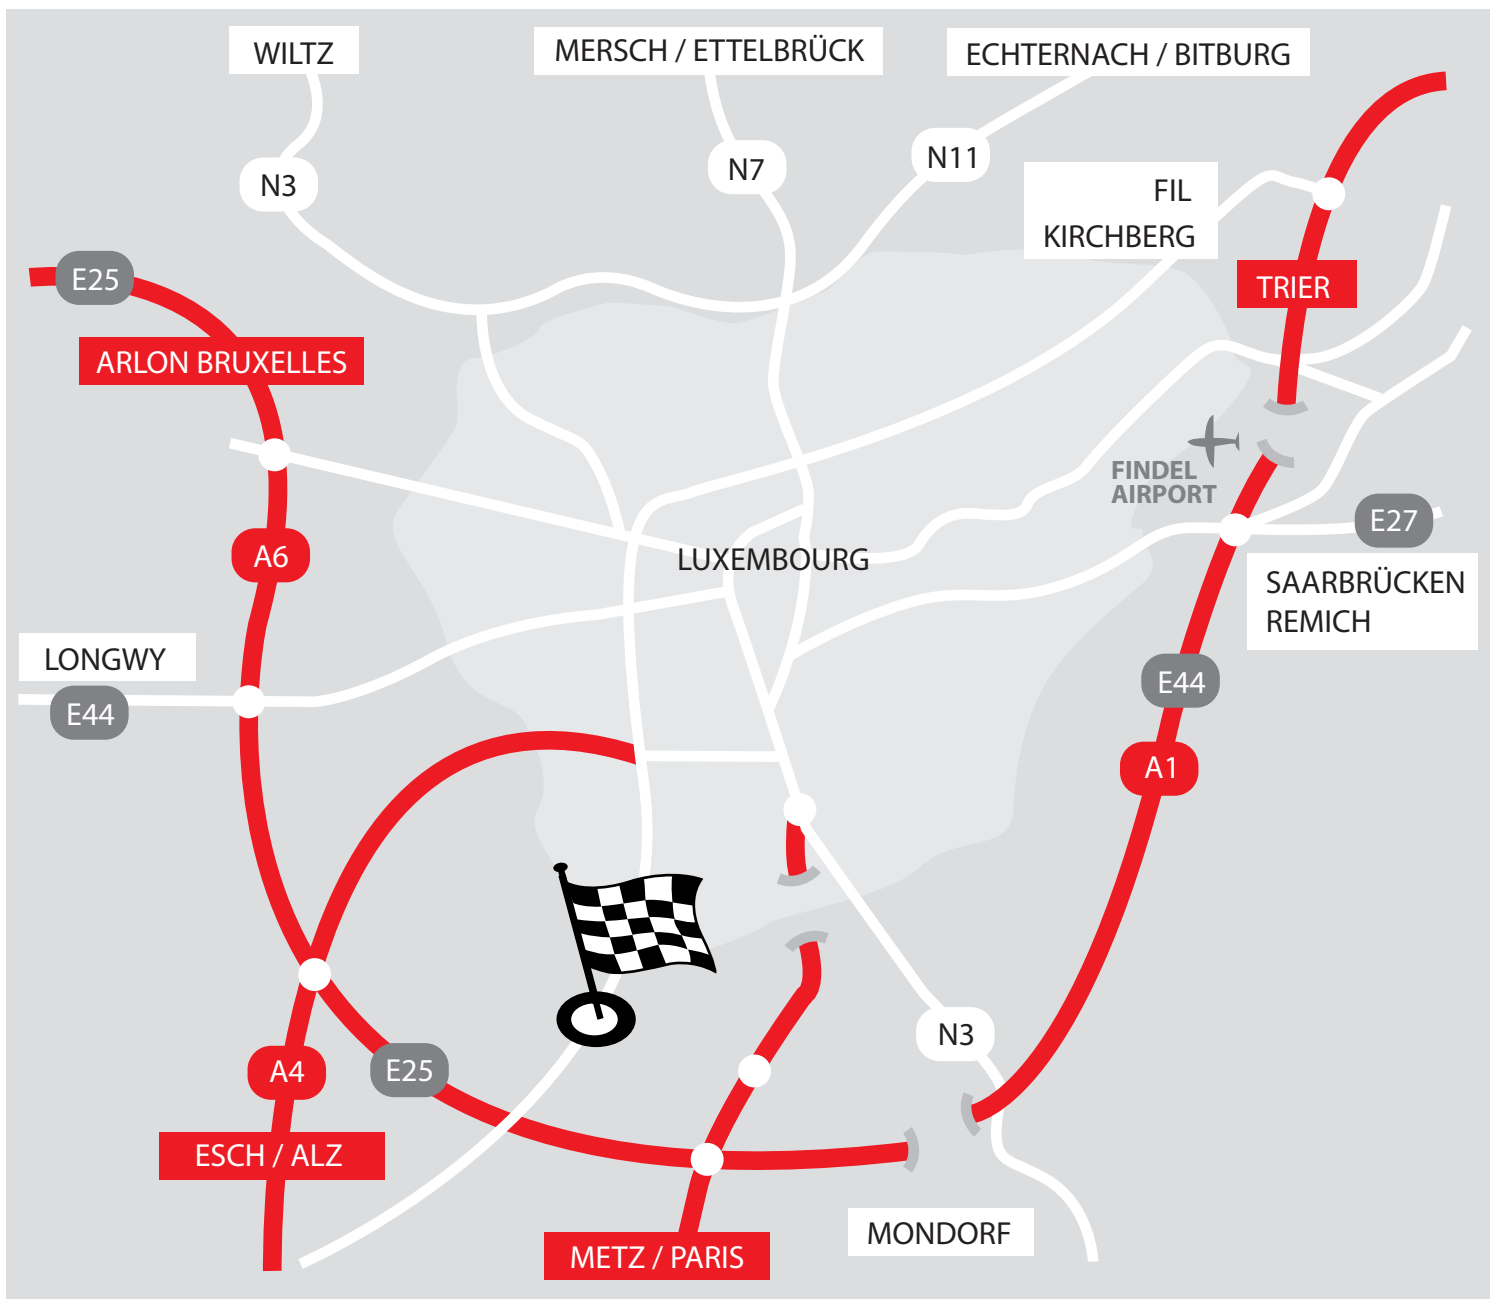 WILTZ
MERSCH / ETTELBRÜCK
ECHTERNACH / BITBURG
N3
N7
N11
FIL
KIRCHBERG
E25
TRIER
ARLON BRUXELLES
FINDEL
AIRPORT
E27
A6
LUXEMBOURG
SAARBRÜCKEN
REMICH
LONGWY
E44
E44
A1
N3
A4
E25
ESCH / ALZ
MONDORF
METZ / PARIS